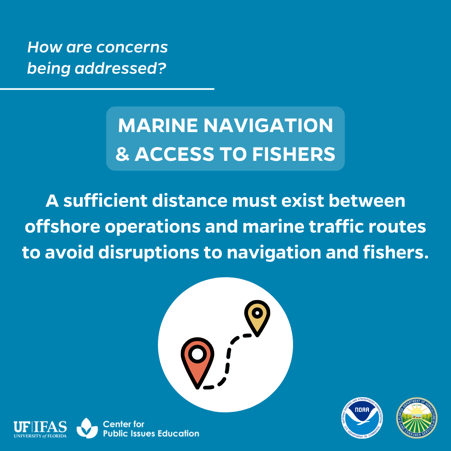 How are concerns
being addressed?
MARINE NAVIGATION
& ACCESS TO FISHERS
A sufficient distance must exist between
offshore operations and marine traffic routes
to avoid disruptions to navigation and fishers.
UF|IFAS
UNIVERSITY of FLORIDA
Center for
Public Issues Education
NOAA